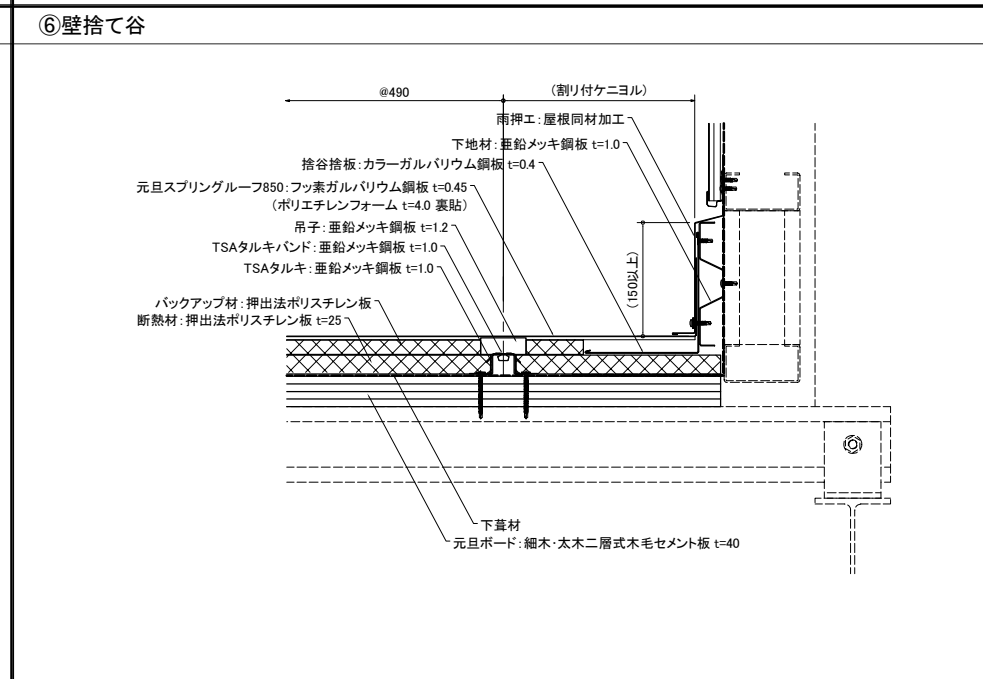 ⑥壁捨て谷
@490
(割り付ケニヨル)
雨押エ:屋根同材加工
下地材:亜鉛メッキ鋼板 t=1.0
捨谷捨板:カラーガルバリウム鋼板 t=0.4
元旦スプリングルーフ850:フッ素ガルバリウム鋼板 t=0.45
(ポリエチレンフォーム t=4.0 裏貼)
吊子:亜鉛メッキ鋼板 t=1.2
TSAタルキバンド:亜鉛メッキ鋼板 t=1.0
TSAタルキ:亜鉛メッキ鋼板 t=1.0
(150以上)
バックアップ材:押出法ポリスチレン板
断熱材:押出法ポリスチレン板 t=25
下葺材
元旦ボード:細木・太木二層式木毛セメント板 t=40